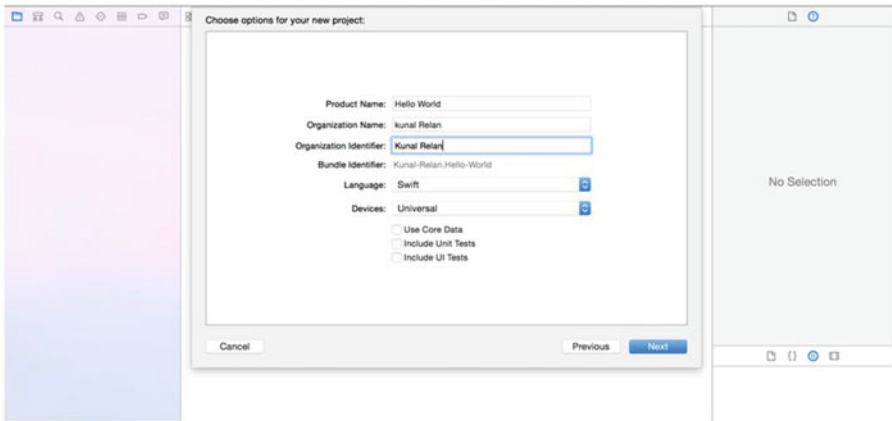 Choose options for your new project:
Product Name: Hello World
Organization Name: kunal Relan
Organization Identifier: Kunal Relan
Bundle Identifier: Kunal-Relan.Hello-World
Language: Swift
Devices: Universal
Use Core Data
Include Unit Tests
Include UI Tests
No Selection
Cancel Previous Next